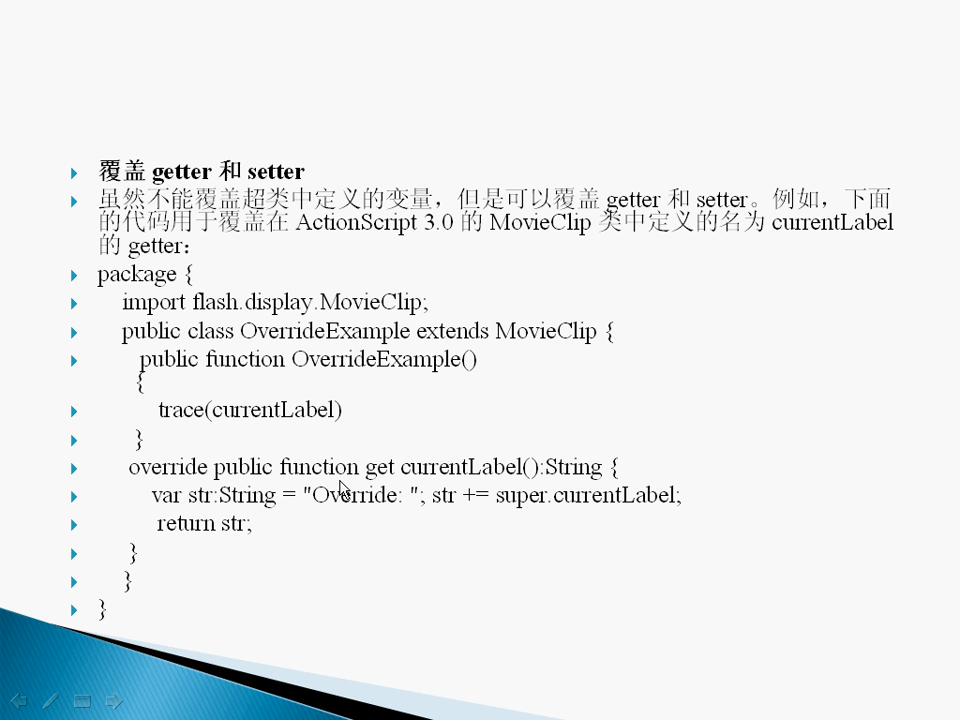 覆盖 getter 和 setter
虽然不能覆盖超类中定义的变量，但是可以覆盖 getter 和 setter。例如，下面
的代码用于覆盖在 ActionScript 3.0 的 MovieClip 类中定义的名为 currentLabel
的 getter：
package {
import flash.display.MovieClip;
public class OverrideExample extends MovieClip {
public function OverrideExample()
{
trace(currentLabel)
}
override public function get currentLabel():String {
var str:String = "Override: "; str += super.currentLabel;
return str;
}
}
}